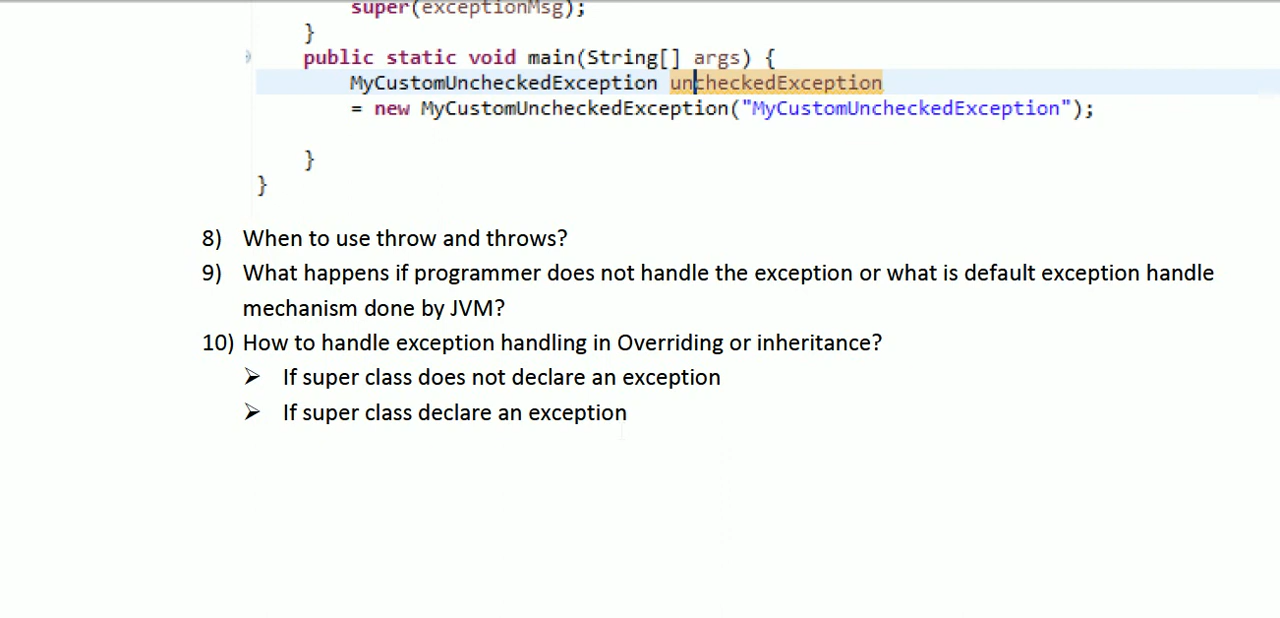 super(exceptionMsg);
}
public static void main(String[] args) {
MyCustomUncheckedException uncheckedException
= new MyCustomUncheckedException("MyCustomUncheckedException");
}
}
8) When to use throw and throws?
9) What happens if programmer does not handle the exception or what is default exception handle
mechanism done by JVM?
10) How to handle exception handling in Overriding or inheritance?
➢ If super class does not declare an exception
➢ If super class declare an exception